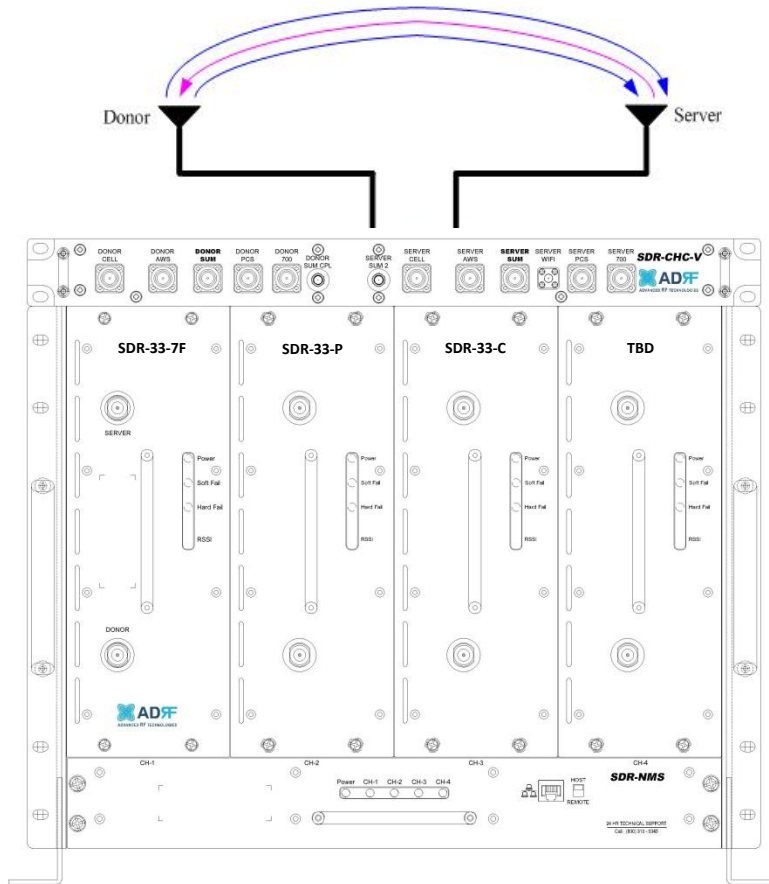 Donor
Server
DONOR CELL
DONOR AWS
DONOR SUM
DONOR PCS
DONOR 700
DONOR SUM CPL
SERVER SUM 2
SERVER CELL
SERVER AWS
SERVER SUM
SERVER WIFI
SERVER PCS
SERVER 700
SDR-CHC-V
ADRF
ADVANCED RF TECHNOLOGIES
SDR-33-7F
SDR-33-P
SDR-33-C
TBD
SERVER
Power
Soft Fail
Hard Fail
RSSI
Power
Soft Fail
Hard Fail
RSSI
Power
Soft Fail
Hard Fail
RSSI
Power
Soft Fail
Hard Fail
RSSI
DONOR
ADRF
ADVANCED RF TECHNOLOGIES
CH-1
CH-2
CH-3
CH-4
Power CH-1 CH-2 CH-3 CH-4
HOST
REMOTE
SDR-NMS
24 HR TECHNICAL SUPPORT